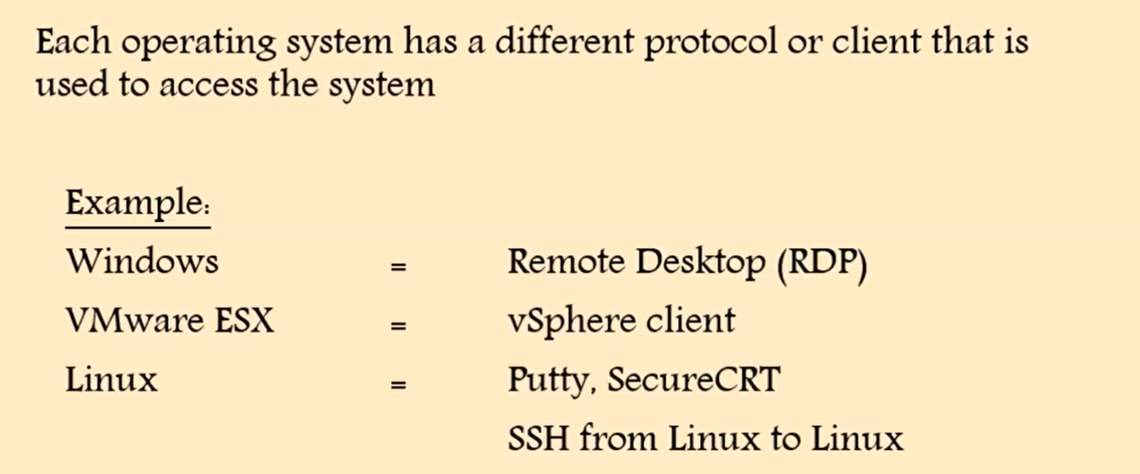 Each operating system has a different protocol or client that is
used to access the system
Example:
Windows = Remote Desktop (RDP)
VMware ESX = vSphere client
Linux = Putty, SecureCRT
SSH from Linux to Linux